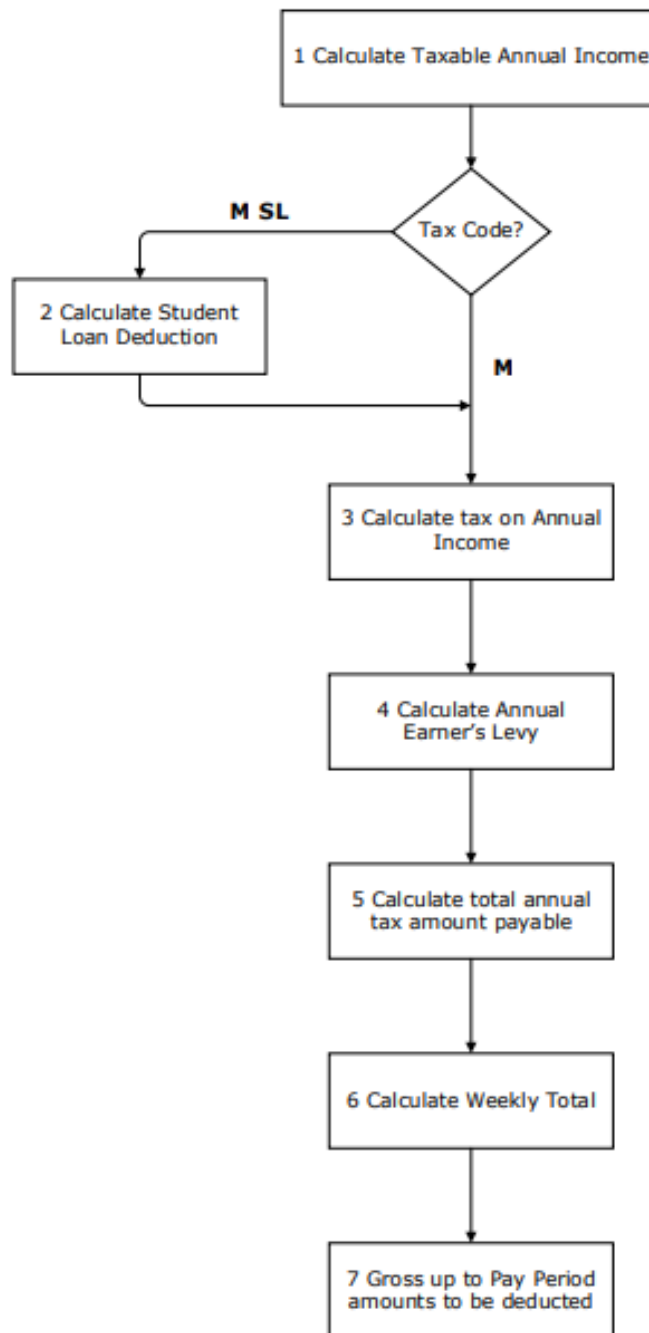 1 Calculate Taxable Annual Income
Tax Code?
M SL
2 Calculate Student
Loan Deduction
M
3 Calculate tax on Annual
Income
4 Calculate Annual
Earner's Levy
5 Calculate total annual
tax amount payable
6 Calculate Weekly Total
7 Gross up to Pay Period
amounts to be deducted